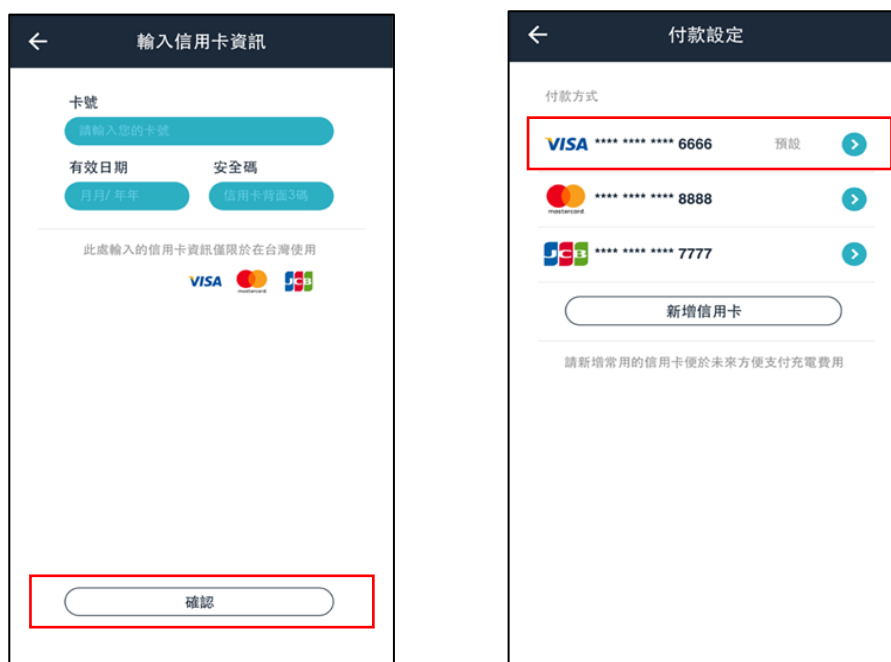 輸入信用卡資訊
卡號
請輸入您的卡號
有效日期 安全碼
月月/ 年年 信用卡背面3碼
此處輸入的信用卡資訊僅限於在台灣使用
VISA mastercard JCB
確認
付款設定
付款方式
VISA **** **** **** 6666 預設
mastercard **** **** **** 8888
JCB **** **** **** 7777
新增信用卡
請新增常用的信用卡便於未來方便支付充電費用